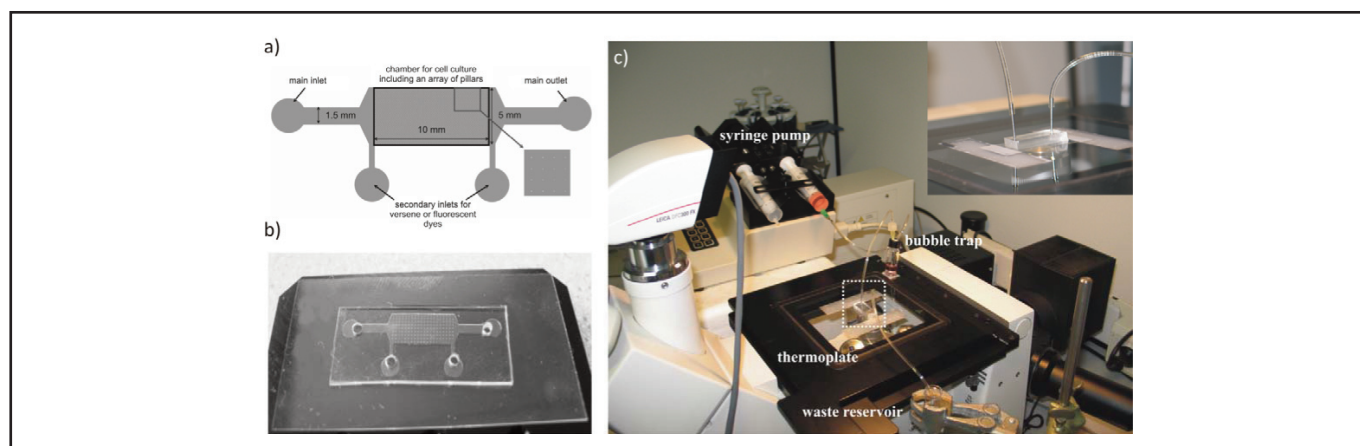 a)
chamber for cell culture
including an array of pillars
main inlet
main outlet
1.5 mm
5 mm
10 mm
secondary inlets for
versene or fluorescent
dyes
b)
c)
syringe pump
bubble trap
thermoplate
waste reservoir